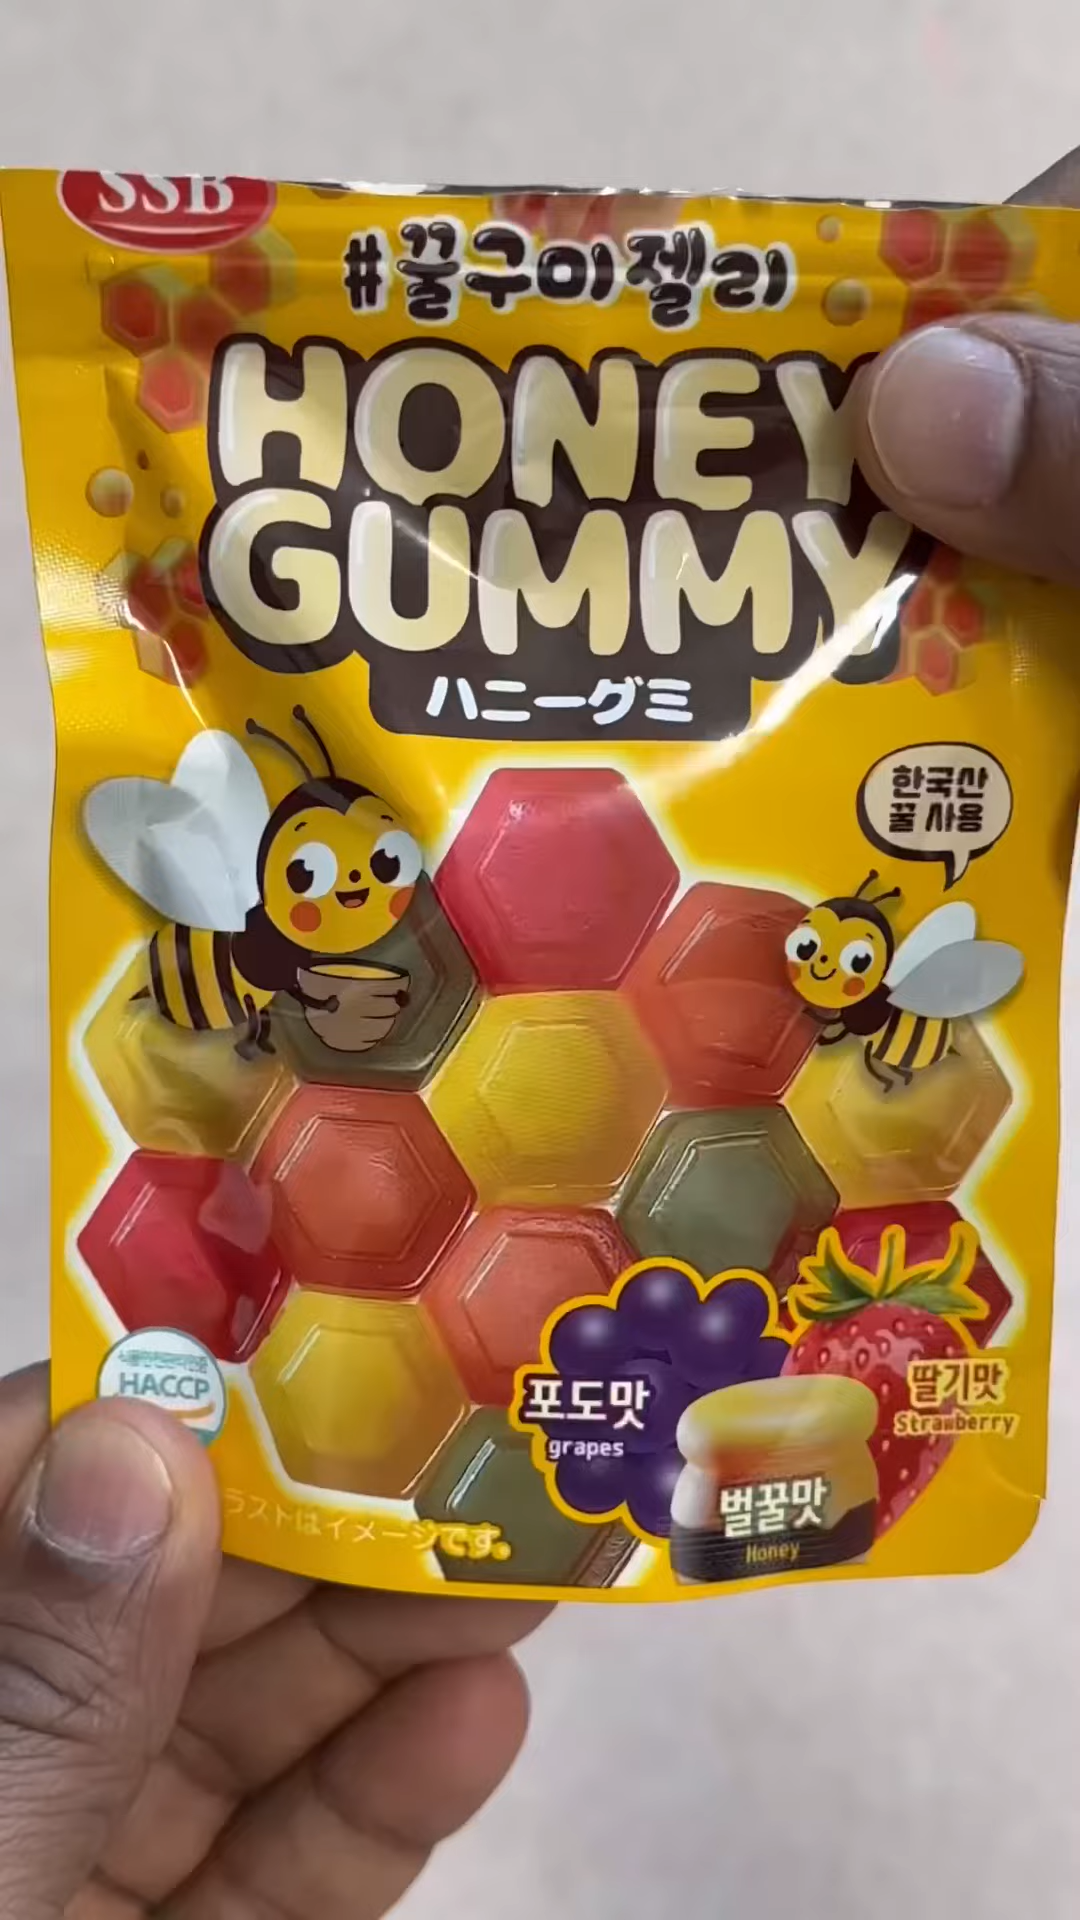 SSB
#꿀구미젤리
HONEY
GUMMY
ハニーグミ
한국산
꿀 사용
HACCP
포도맛
grapes
딸기맛
Strawberry
벌꿀맛
Honey
ラストはイメージです。